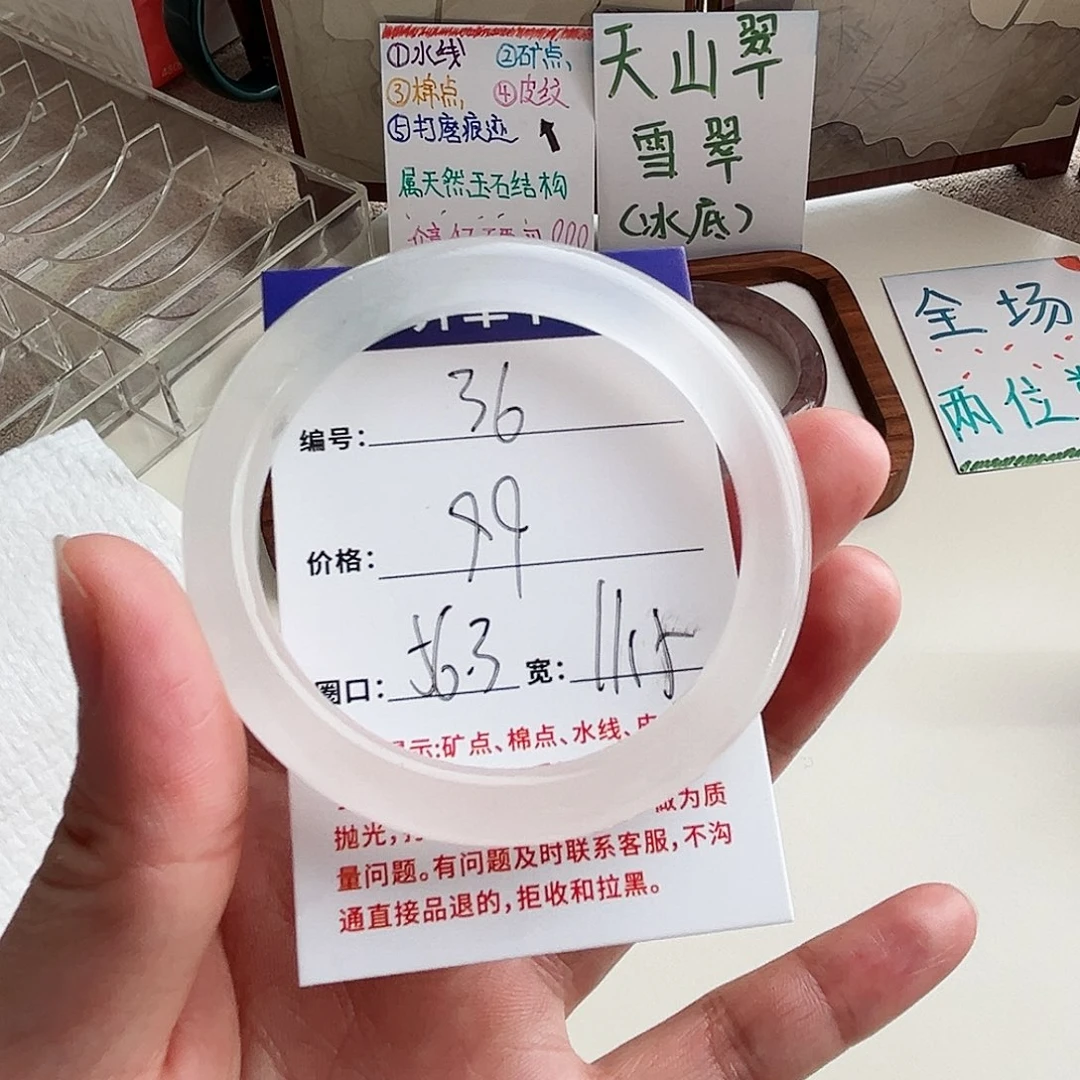 ①水线 ②矿点,
③棉点, ④皮纹
⑤打磨痕迹
属天然玉石结构
天山翠
雪翠
(冰底)
全场
两位
编号: 36
价格: 99
圈口: 56.3 宽: 11.5
示:矿点、棉点、水线、
做为质
抛光,
量问题。有问题及时联系客服,不沟
通直接品退的,拒收和拉黑。